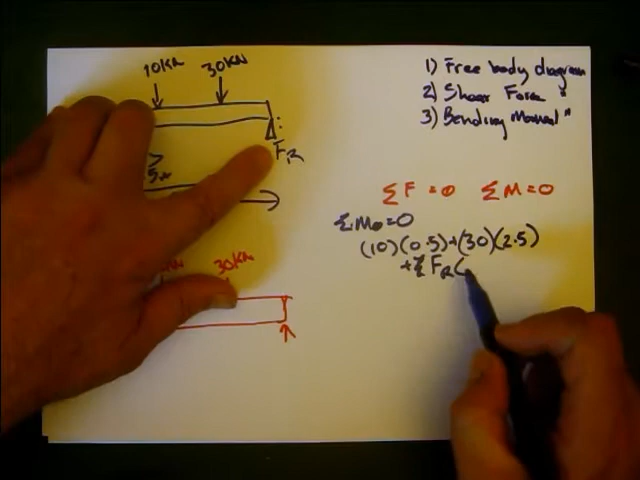 10KN 30KN
FR
1) Free body diagram
2) Shear Force "
3) Bending Moment "
ΣF = 0 ΣM = 0
ΣMo = 0
(10)(0.5)+(30)(2.5)
+ FR(
30KN